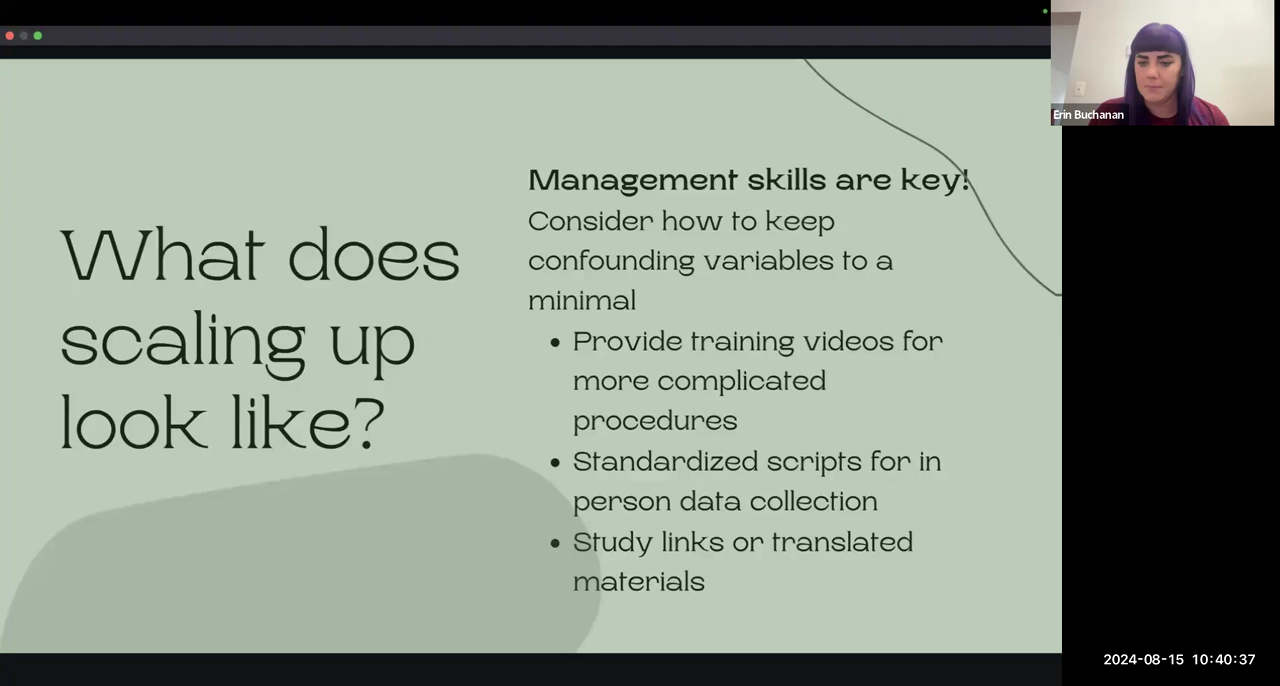 What does
scaling up
look like?
Management skills are key!
Consider how to keep
confounding variables to a
minimal
• Provide training videos for
more complicated
procedures
• Standardized scripts for in
person data collection
• Study links or translated
materials
Erin Buchanan
2024-08-15 10:40:37